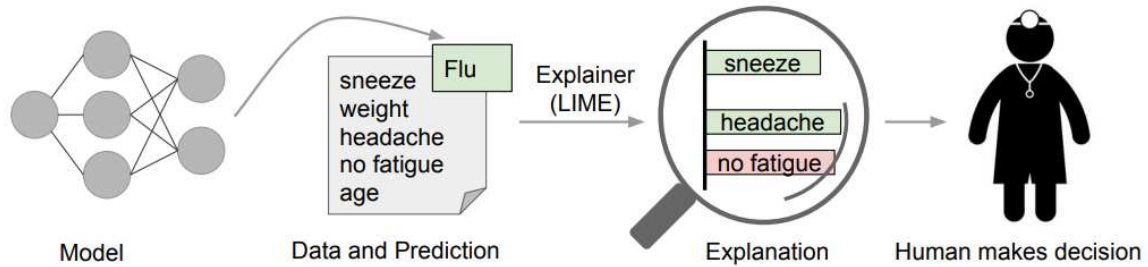 Flu
sneeze
weight
headache
no fatigue
age
Explainer
(LIME)
sneeze
headache
no fatigue
Model
Data and Prediction
Explanation
Human makes decision